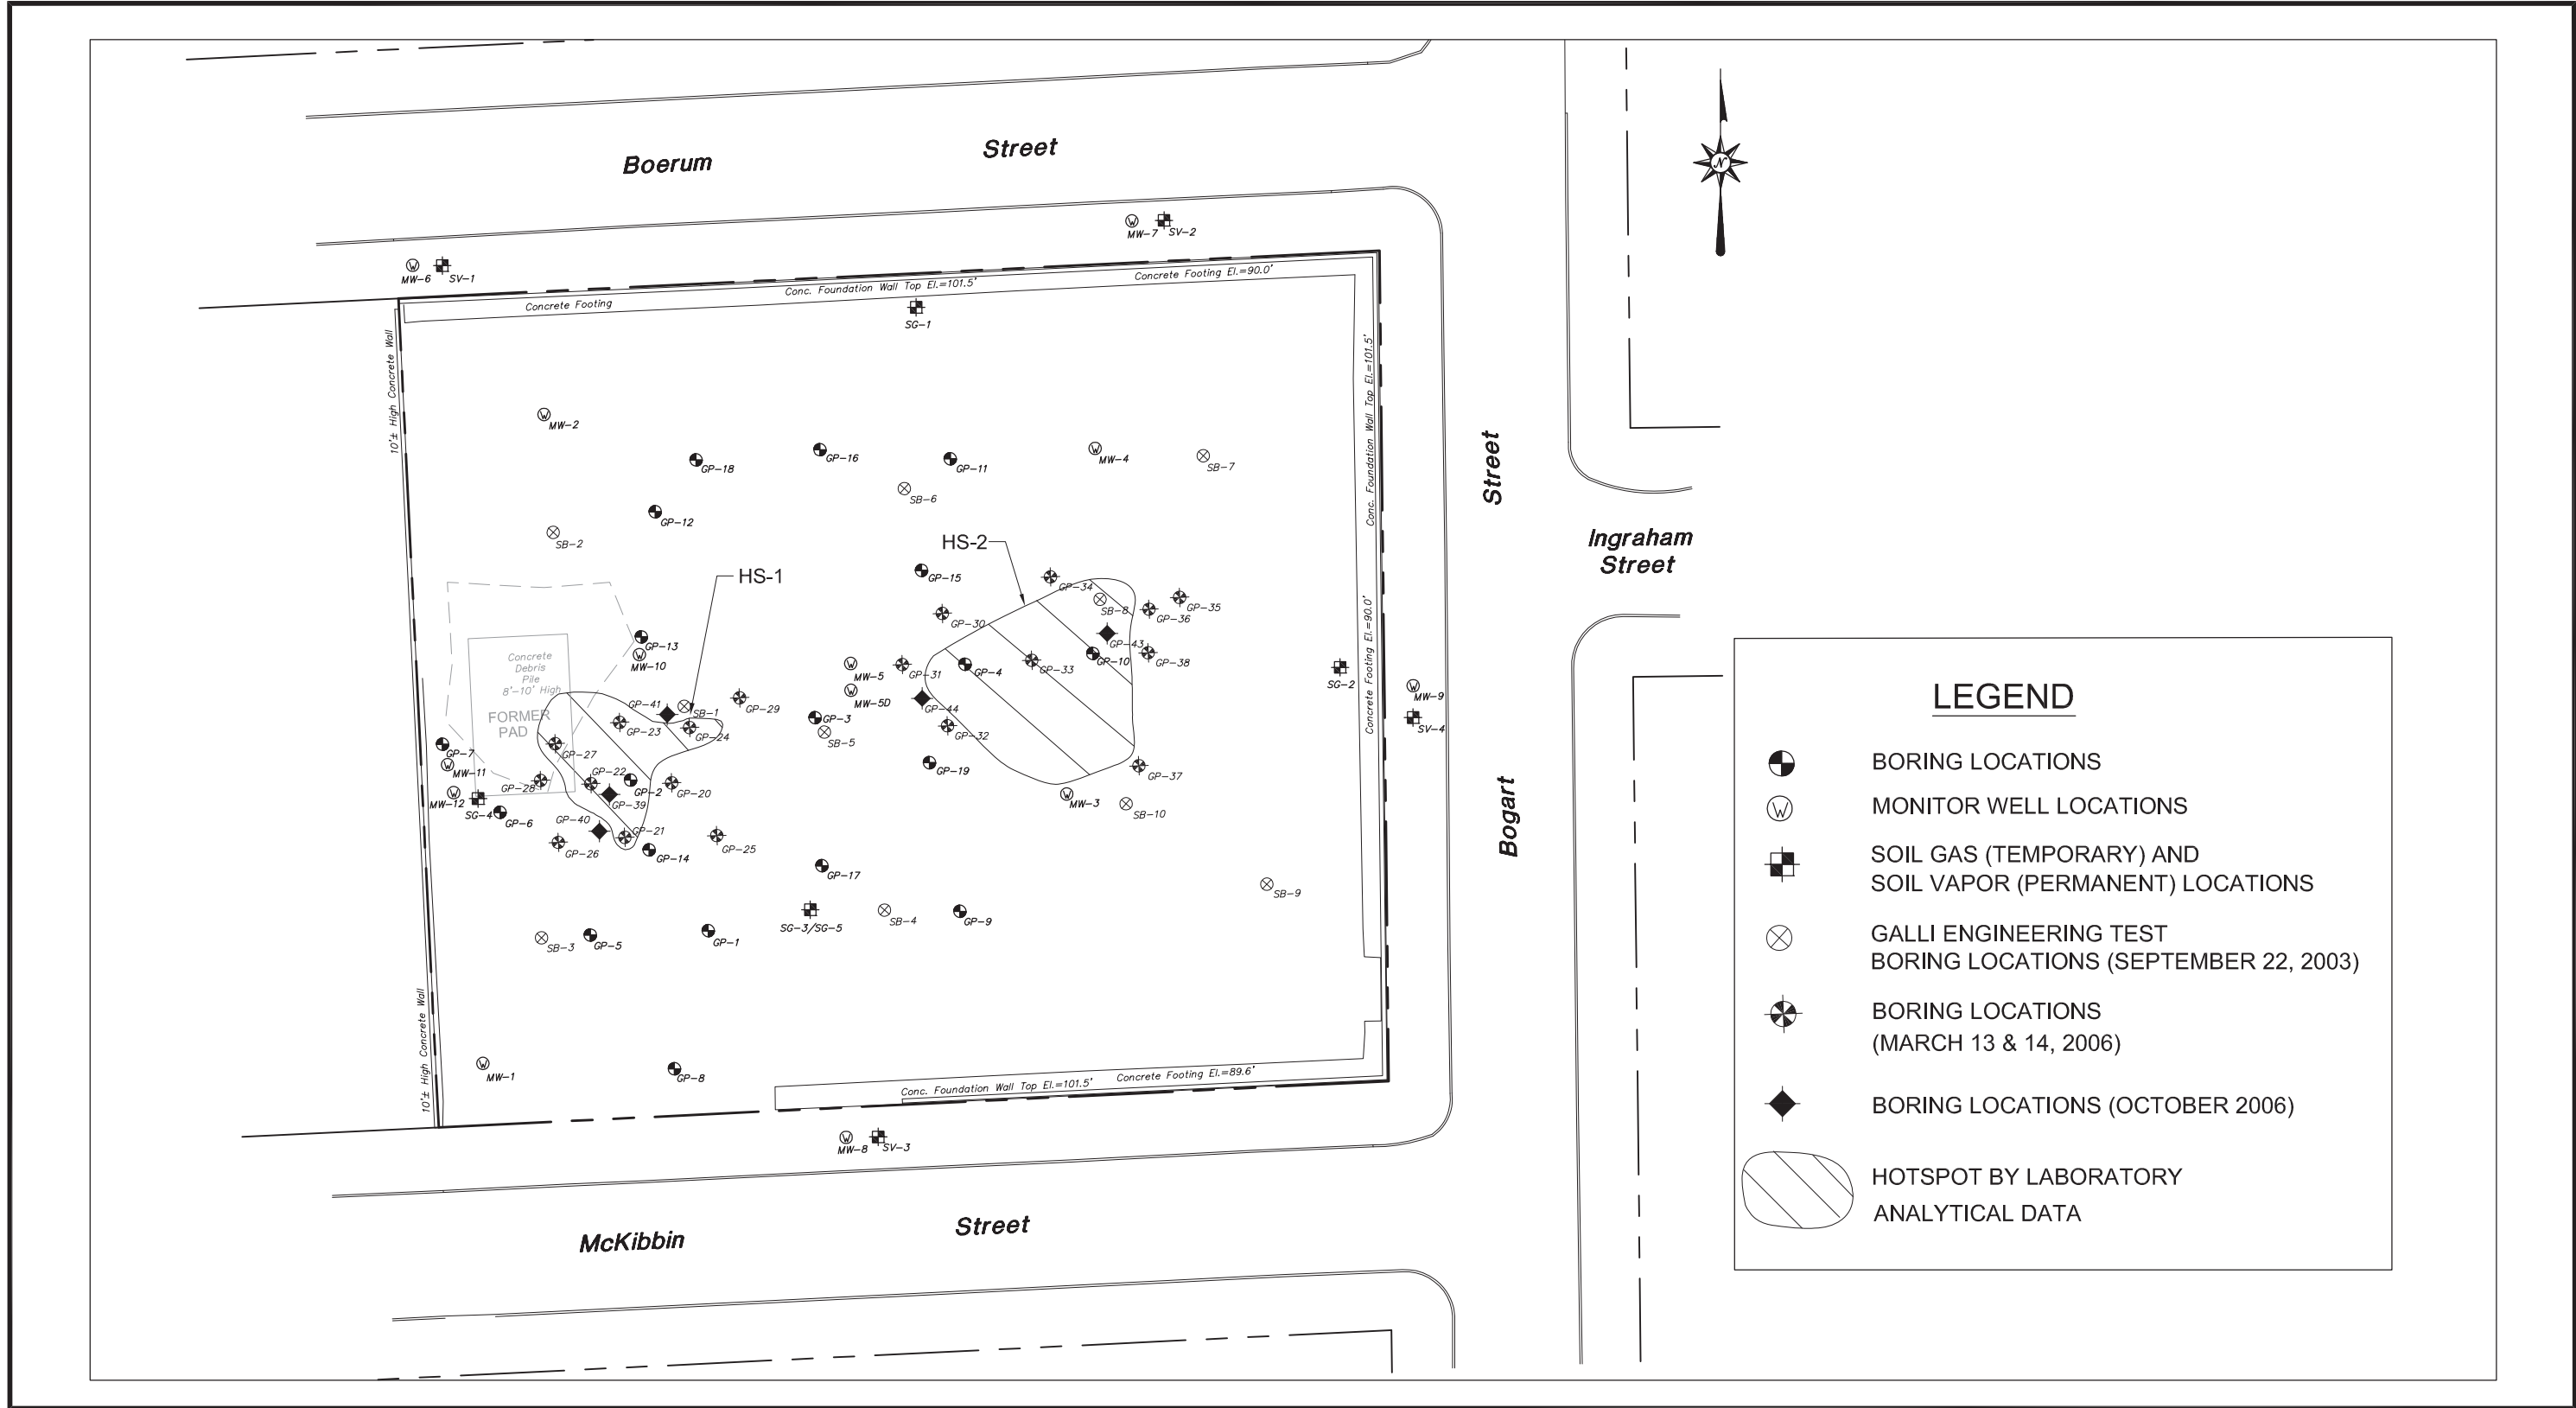 Boerum Street
MW-7 SV-2
MW-6 SV-1
Concrete Footing El.=90.0'
Conc. Foundation Wall Top El.=101.5'
Concrete Footing
SG-1
10'± High Concrete Wall
Conc. Foundation Wall Top El.=101.5'
MW-2
GP-18
GP-16
GP-11
MW-4
SB-7
SB-6
GP-12
SB-2
HS-2
HS-1
GP-15
GP-34
SB-8
GP-35
GP-36
GP-30
GP-43
GP-13
MW-10
Concrete
Debris
Pile
8'-10' High
FORMER
PAD
MW-5
GP-31
GP-4
GP-33
GP-10
GP-38
Concrete Footing El.=90.0'
SG-2
MW-9
SV-4
MW-5D
GP-44
GP-41
SB-1
GP-29
GP-23
GP-24
GP-3
SB-5
GP-32
GP-27
GP-7
MW-11
GP-19
GP-37
GP-28
GP-22
GP-2
GP-20
GP-39
MW-12
SG-4
GP-6
MW-3
SB-10
GP-40
GP-21
GP-26
GP-14
GP-25
GP-17
SB-9
SG-3/SG-5
SB-4
GP-9
SB-3
GP-5
GP-1
10'± High Concrete Wall
MW-1
GP-8
Conc. Foundation Wall Top El.=101.5'
Concrete Footing El.=89.6'
MW-8 SV-3
McKibbin Street
Bogart Street
Ingraham
Street
N
LEGEND
BORING LOCATIONS
W MONITOR WELL LOCATIONS
SOIL GAS (TEMPORARY) AND
SOIL VAPOR (PERMANENT) LOCATIONS
GALLI ENGINEERING TEST
BORING LOCATIONS (SEPTEMBER 22, 2003)
BORING LOCATIONS
(MARCH 13 & 14, 2006)
BORING LOCATIONS (OCTOBER 2006)
HOTSPOT BY LABORATORY
ANALYTICAL DATA